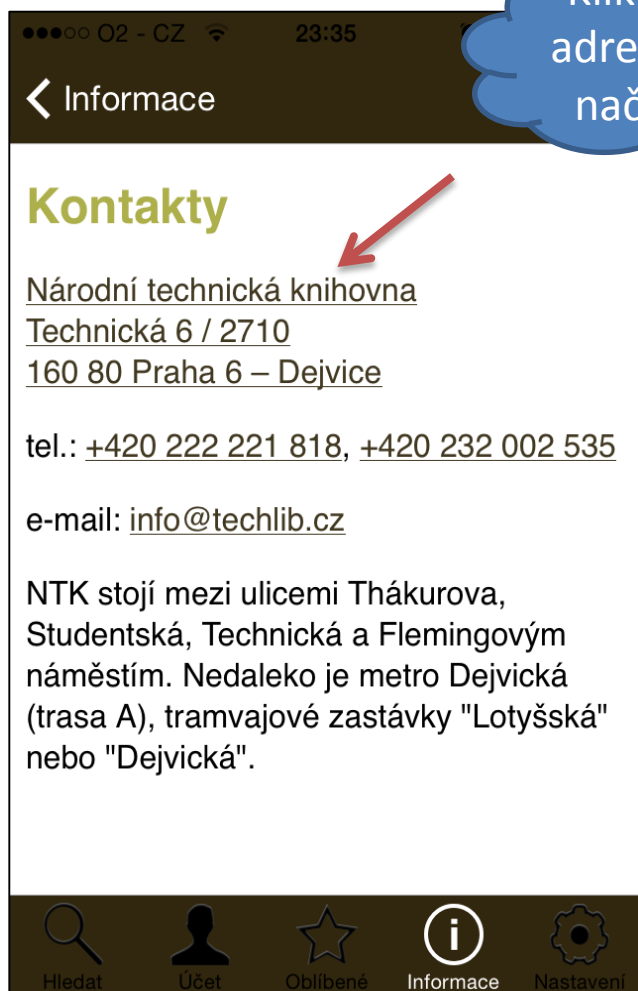 O2 - CZ 23:35
adre
nač
Informace
Kontakty
Národní technická knihovna
Technická 6 / 2710
160 80 Praha 6 – Dejvice
tel.: +420 222 221 818, +420 232 002 535
e-mail: info@techlib.cz
NTK stojí mezi ulicemi Thákurova,
Studentská, Technická a Flemingovým
náměstím. Nedaleko je metro Dejvická
(trasa A), tramvajové zastávky "Lotyšská"
nebo "Dejvická".
Hledat Účet Oblíbené Informace Nastavení